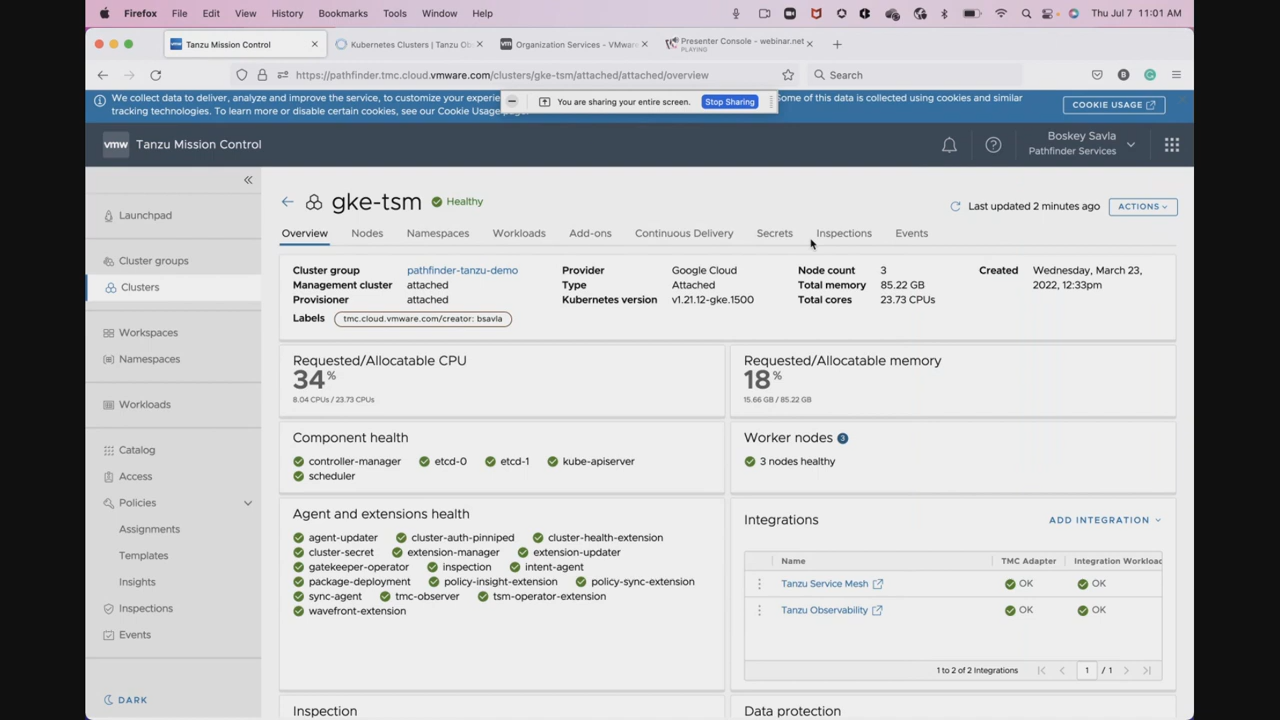 Firefox File Edit View History Bookmarks Tools Window Help Thu Jul 7 11:01 AM
Tanzu Mission Control Kubernetes Clusters | Tanzu Obs Organization Services - VMware Presenter Console - webinar.net
PLAYING
https://pathfinder.tmc.cloud.vmware.com/clusters/gke-tsm/attached/attached/overview Search
We collect data to deliver, analyze and improve the service, to customize your experie Some of this data is collected using cookies and similar
tracking technologies. To learn more or disable certain cookies, see our Cookie Usage page.
You are sharing your entire screen. Stop Sharing
COOKIE USAGE
vmw Tanzu Mission Control
Boskey Savla
Pathfinder Services
Launchpad
Cluster groups
Clusters
Workspaces
Namespaces
Workloads
Catalog
Access
Policies
Assignments
Templates
Insights
Inspections
Events
DARK
gke-tsm Healthy
Last updated 2 minutes ago ACTIONS
Overview Nodes Namespaces Workloads Add-ons Continuous Delivery Secrets Inspections Events
Cluster group pathfinder-tanzu-demo
Management cluster attached
Provisioner attached
Labels tmc.cloud.vmware.com/creator: bsavla
Provider Google Cloud
Type Attached
Kubernetes version v1.21.12-gke.1500
Node count 3
Total memory 85.22 GB
Total cores 23.73 CPUs
Created Wednesday, March 23,
2022, 12:33pm
Requested/Allocatable CPU
34%
8.04 CPUs / 23.73 CPUs
Requested/Allocatable memory
18%
15.66 GB / 85.22 GB
Component health
controller-manager etcd-0 etcd-1 kube-apiserver
scheduler
Worker nodes 3
3 nodes healthy
Agent and extensions health
agent-updater cluster-auth-pinniped cluster-health-extension
cluster-secret extension-manager extension-updater
gatekeeper-operator inspection intent-agent
package-deployment policy-insight-extension policy-sync-extension
sync-agent tmc-observer tsm-operator-extension
wavefront-extension
Integrations ADD INTEGRATION
Name TMC Adapter Integration Workload
Tanzu Service Mesh OK OK
Tanzu Observability OK OK
1 to 2 of 2 Integrations 1 / 1
Inspection
Data protection